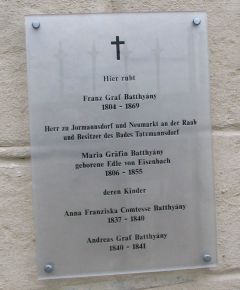 Hier ruht
Franz Graf Batthyány
1804 - 1869
Herr zu Jormannsdorf und Neumarkt an der Raab
und Besitzer des Bades Tatzmannsdorf
Maria Gräfin Batthyány
geborene Edle von Eisenbach
1806 - 1855
deren Kinder
Anna Franziska Comtesse Batthyány
1837 - 1840
Andreas Graf Batthyány
1840 - 1841